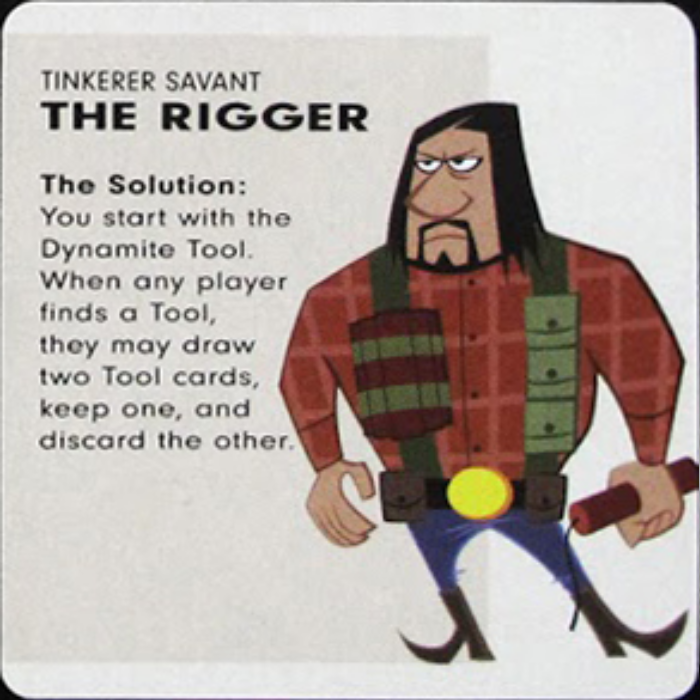 TINKERER SAVANT
THE RIGGER
The Solution:
You start with the
Dynamite Tool.
When any player
finds a Tool,
they may draw
two Tool cards,
keep one, and
discard the other.